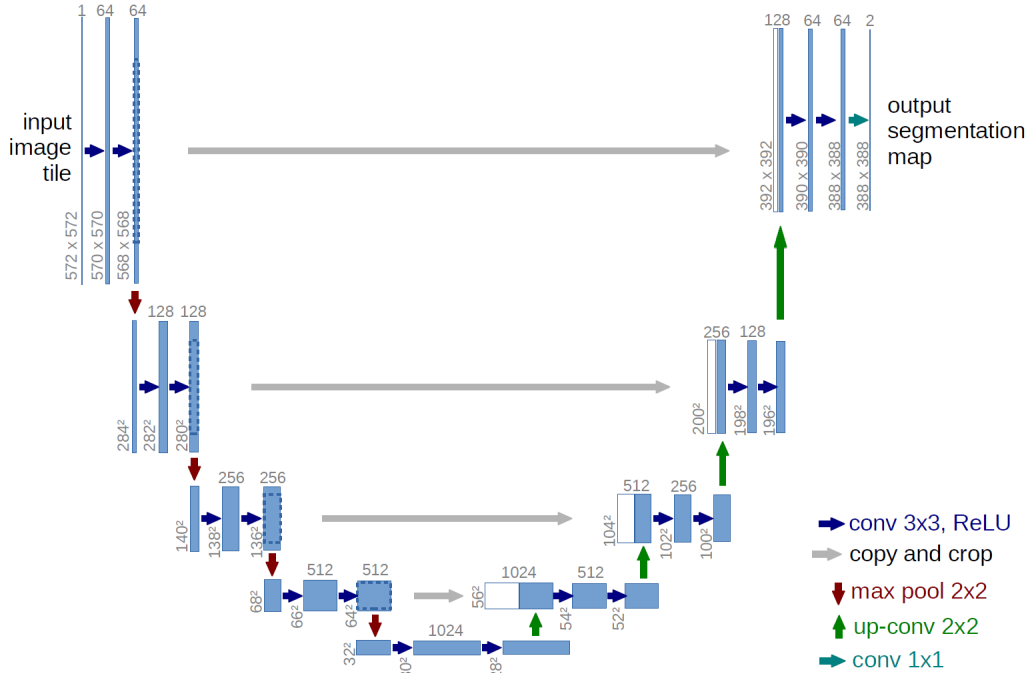 1 64 64
128 64 64 2
input
image
tile
output
segmentation
map
572 x 572
570 x 570
568 x 568
392 x 392
390 x 390
388 x 388
388 x 388
128 128
256 128
284²
282²
280²
200²
198²
196²
256 256
512 256
140²
138²
136²
104²
102²
100²
conv 3x3, ReLU
copy and crop
max pool 2x2
up-conv 2x2
conv 1x1
512 512
1024 512
68²
66²
64²
56²
54²
52²
1024
32²